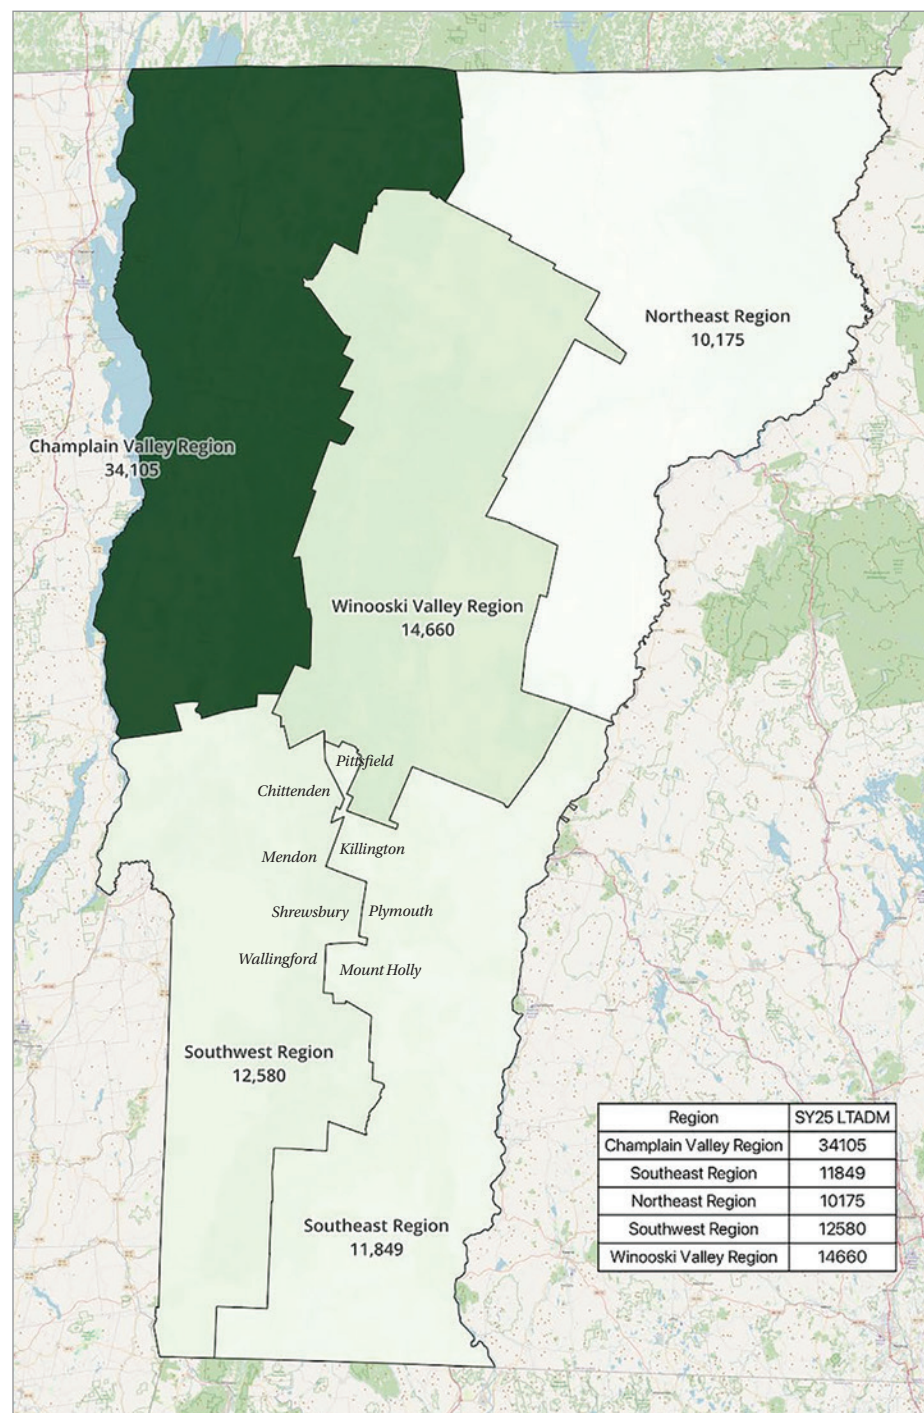 Northeast Region
10,175
Champlain Valley Region
34,105
Winooski Valley Region
14,660
Pittsfield
Chittenden
Killington
Mendon
Shrewsbury
Plymouth
Wallingford
Mount Holly
Southwest Region
12,580
Southeast Region
11,849
Region SY25 LTADM
Champlain Valley Region 34105
Southeast Region 11849
Northeast Region 10175
Southwest Region 12580
Winooski Valley Region 14660